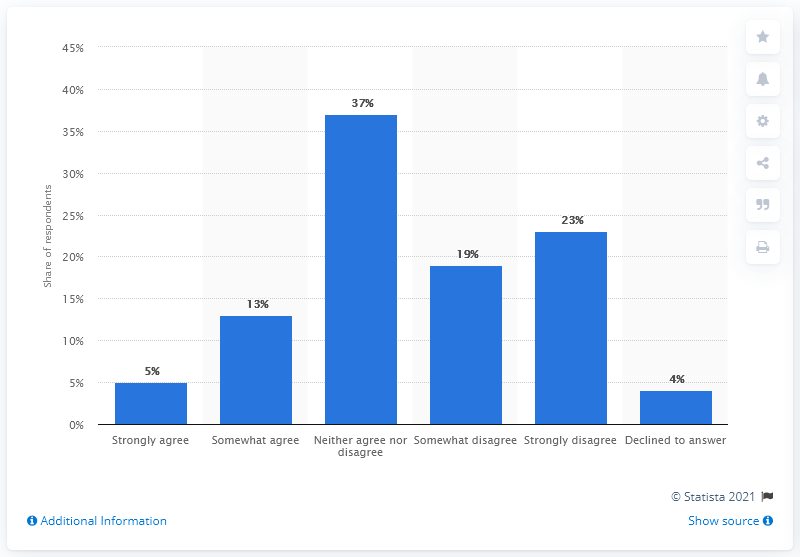 45%
40%
35%
30%
25%
20%
15%
10%
5%
0%
Share of respondents
5%
13%
37%
19%
23%
4%
Strongly agree
Somewhat agree
Neither agree nor
disagree
Somewhat disagree
Strongly disagree
Declined to answer
© Statista 2021
Additional Information
Show source